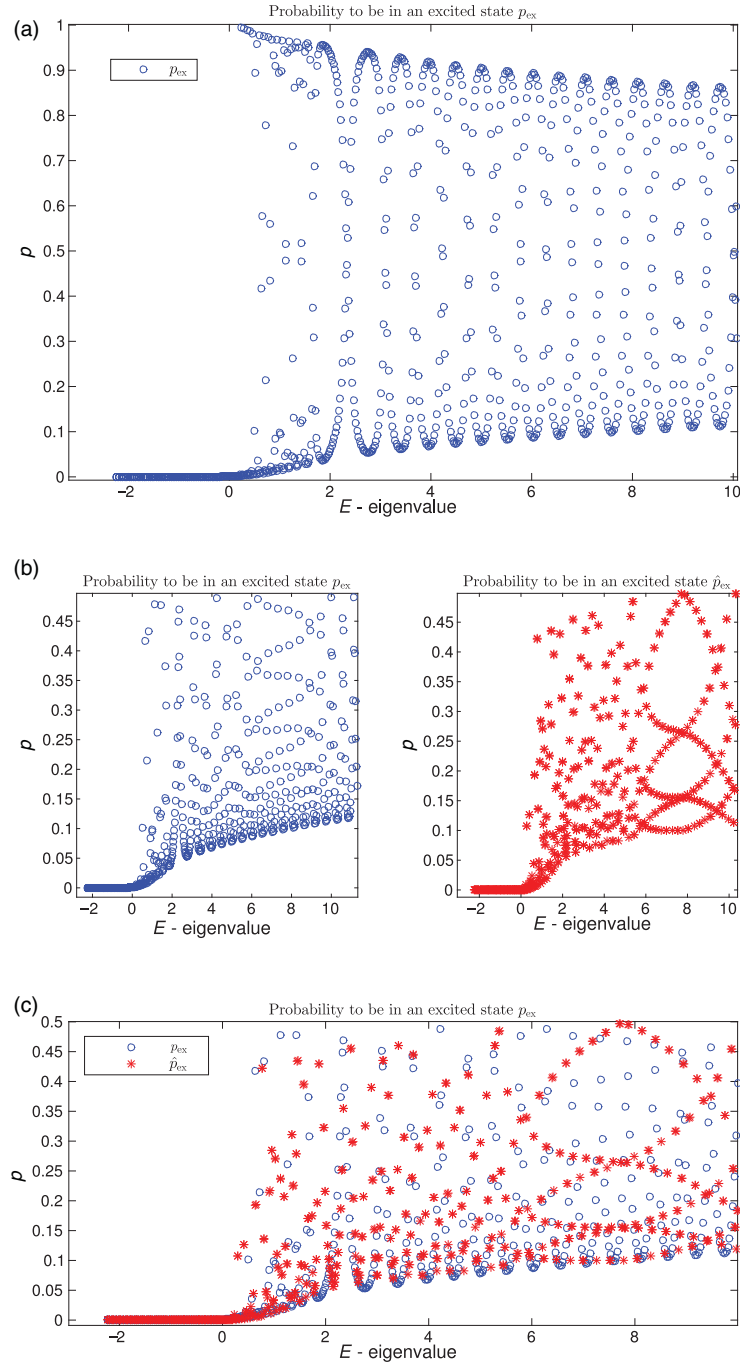 (a)
Probability to be in an excited state p_ex
p_ex
1
0.9
0.8
0.7
0.6
0.5
0.4
0.3
0.2
0.1
0
p
−2 0 2 4 6 8 10
E - eigenvalue
(b)
Probability to be in an excited state p_ex
0.45
0.4
0.35
0.3
0.25
0.2
0.15
0.1
0.05
0
p
−2 0 2 4 6 8 10
E - eigenvalue
Probability to be in an excited state p̂_ex
0.45
0.4
0.35
0.3
0.25
0.2
0.15
0.1
0.05
0
p
−2 0 2 4 6 8 10
E - eigenvalue
(c)
Probability to be in an excited state p_ex
p_ex
p̂_ex
0.5
0.45
0.4
0.35
0.3
0.25
0.2
0.15
0.1
0.05
0
p
−2 0 2 4 6 8
E - eigenvalue